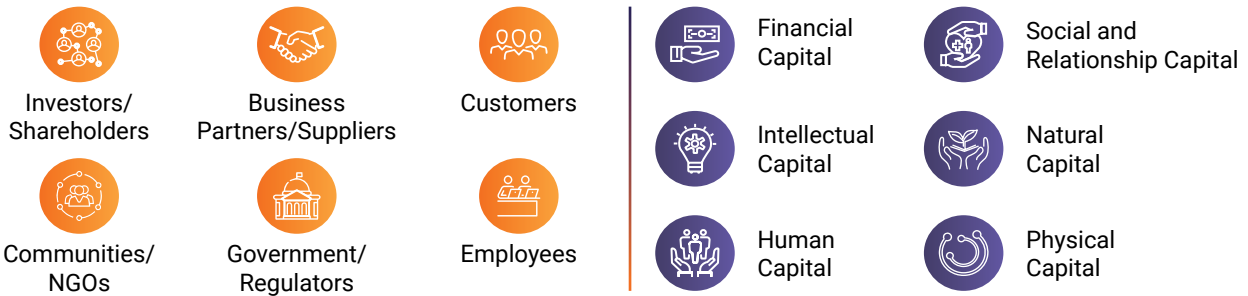 Investors/
Shareholders
Business
Partners/Suppliers
Customers
Communities/
NGOs
Government/
Regulators
Employees
Financial
Capital
Social and
Relationship Capital
Intellectual
Capital
Natural
Capital
Human
Capital
Physical
Capital